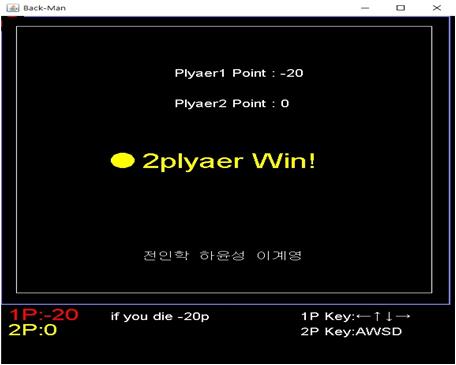 Back-Man
Plyaer1 Point : -20
Plyaer2 Point : 0
2plyaer Win!
전인학 하윤성 이계영
1P:-20 if you die -20p 1P Key:←↑↓→
2P:0 2P Key:AWSD